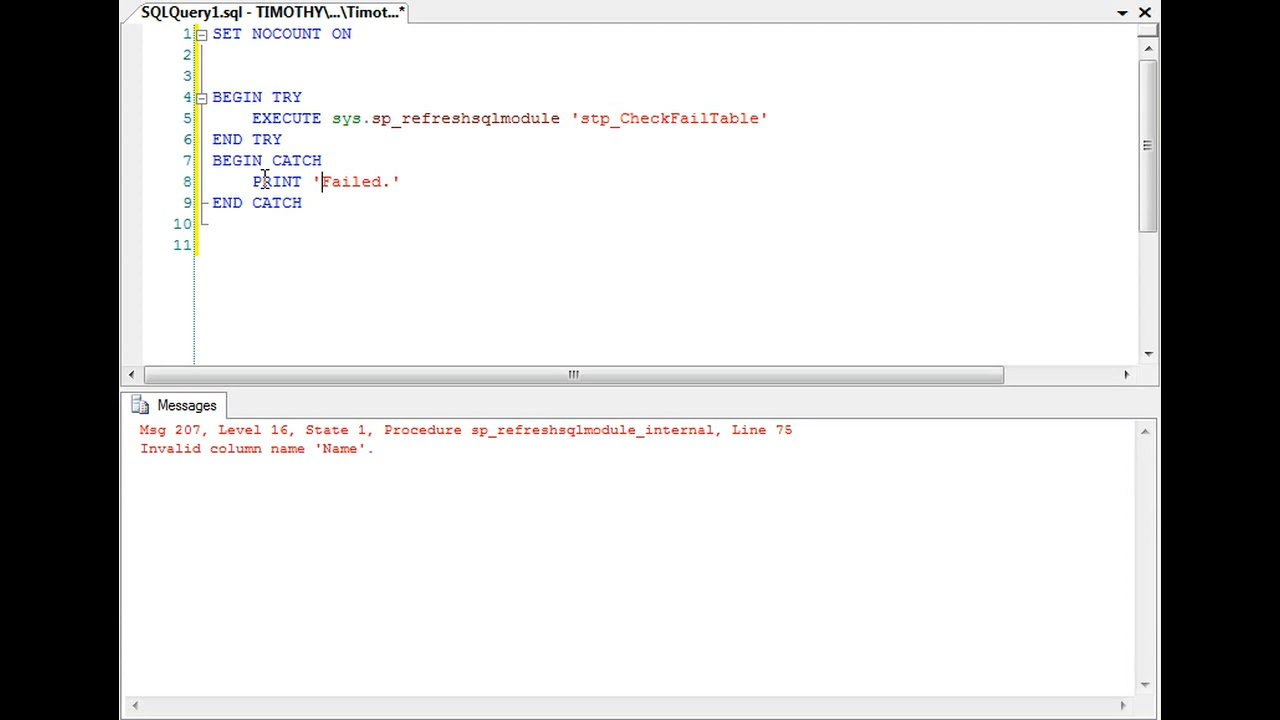 SQLQuery1.sql - TIMOTHY\...\Timot...*
1 SET NOCOUNT ON
2
3
4 BEGIN TRY
5 EXECUTE sys.sp_refreshsqlmodule 'stp_CheckFailTable'
6 END TRY
7 BEGIN CATCH
8 PRINT 'Failed.'
9 END CATCH
10
11
Messages
Msg 207, Level 16, State 1, Procedure sp_refreshsqlmodule_internal, Line 75
Invalid column name 'Name'.